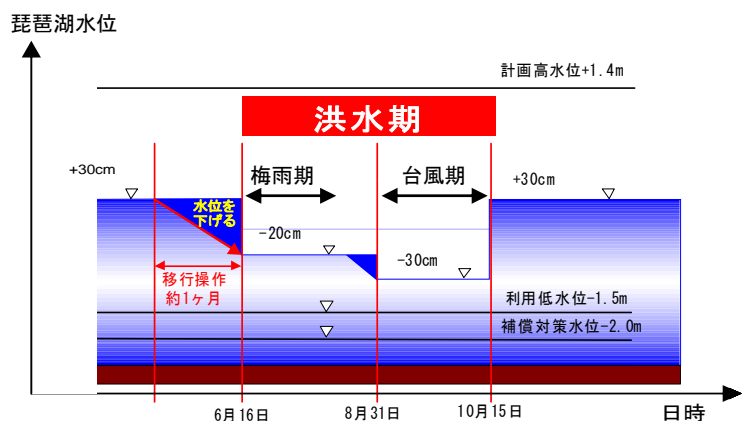 琵琶湖水位
計画高水位+1.4m
洪水期
梅雨期
台風期
+30cm
+30cm
水位を
下げる
-20cm
-30cm
移行操作
約1ヶ月
利用低水位-1.5m
補償対策水位-2.0m
6月16日
8月31日
10月15日
日時